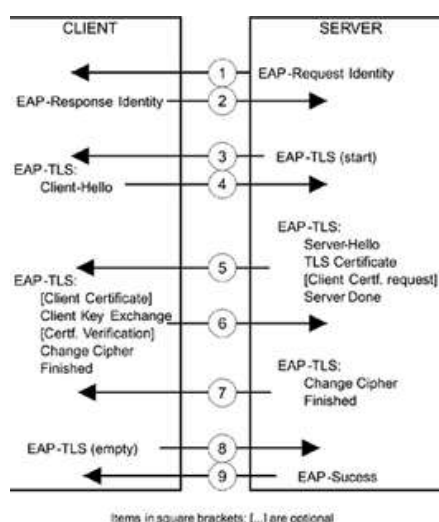 CLIENT
SERVER
1
EAP-Request Identity
EAP-Response Identity
2
3
EAP-TLS (start)
EAP-TLS:
Client-Hello
4
EAP-TLS:
Server-Hello
TLS Certificate
[Client Certf. request]
Server Done
5
EAP-TLS:
[Client Certificate]
Client Key Exchange
[Certf. Verification]
Change Cipher
Finished
6
EAP-TLS:
Change Cipher
Finished
7
EAP-TLS (empty)
8
9
EAP-Sucess
Items in square brackets: [...] are optional